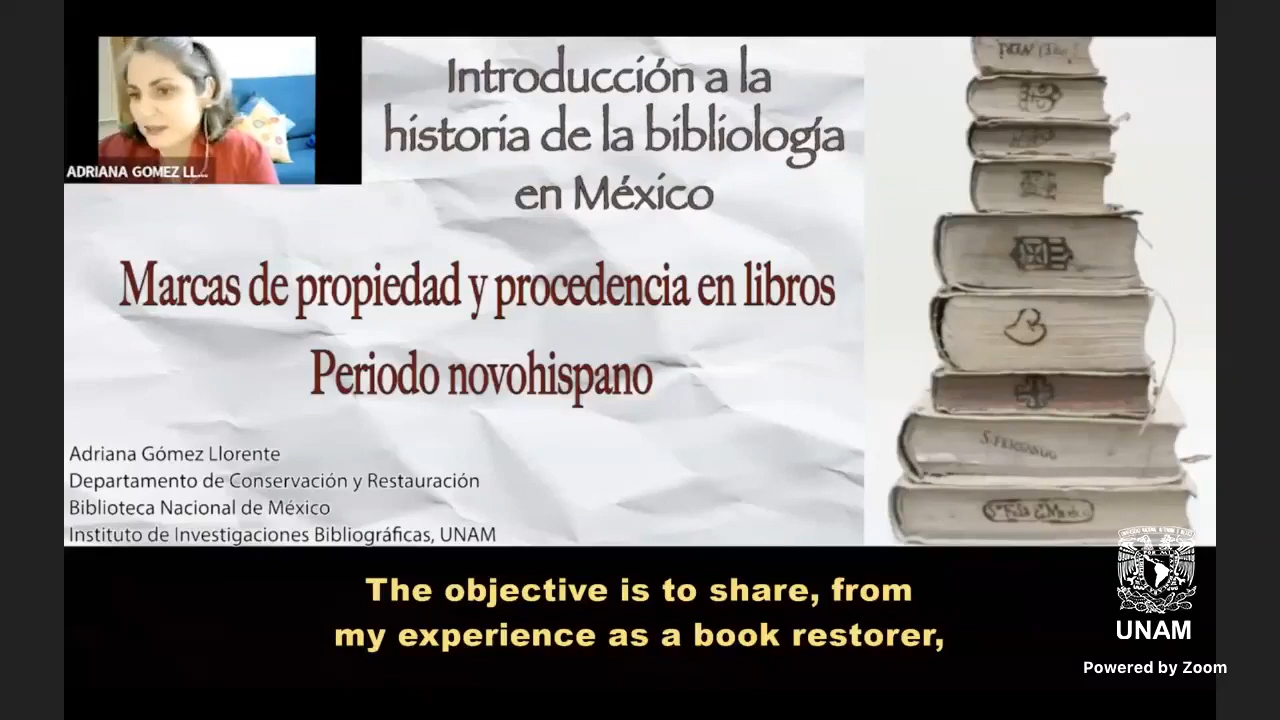 ADRIANA GOMEZ LL...
Introducción a la
historia de la bibliología
en México
Marcas de propiedad y procedencia en libros
Periodo novohispano
Adriana Gómez Llorente
Departamento de Conservación y Restauración
Biblioteca Nacional de México
Instituto de Investigaciones Bibliográficas, UNAM
S. FERNANDO
The objective is to share, from
my experience as a book restorer,
UNAM
Powered by Zoom